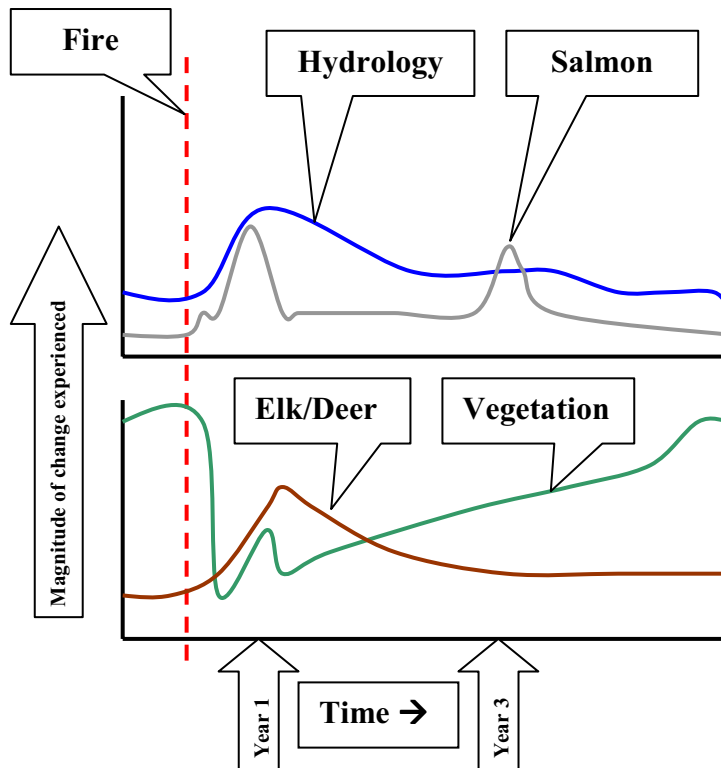 Fire
Hydrology
Salmon
Magnitude of change experienced
Elk/Deer
Vegetation
Year 1
Time →
Year 3